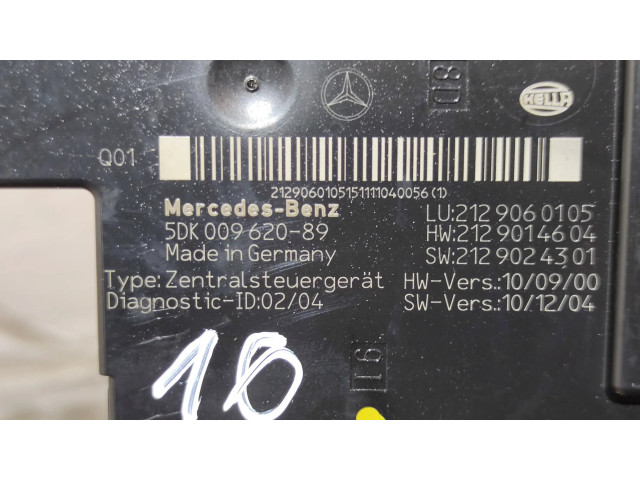 HELLA
18
Q01
2129060105151111040056(1)
Mercedes-Benz
LU:212 906 01 05
5DK 009 620-89
HW:212 901 46 04
Made in Germany
SW:212 902 43 01
Type: Zentralsteuergerät
HW-Vers.: 10/09/00
Diagnostic-ID:02/04
SW-Vers.: 10/12/04
18
16